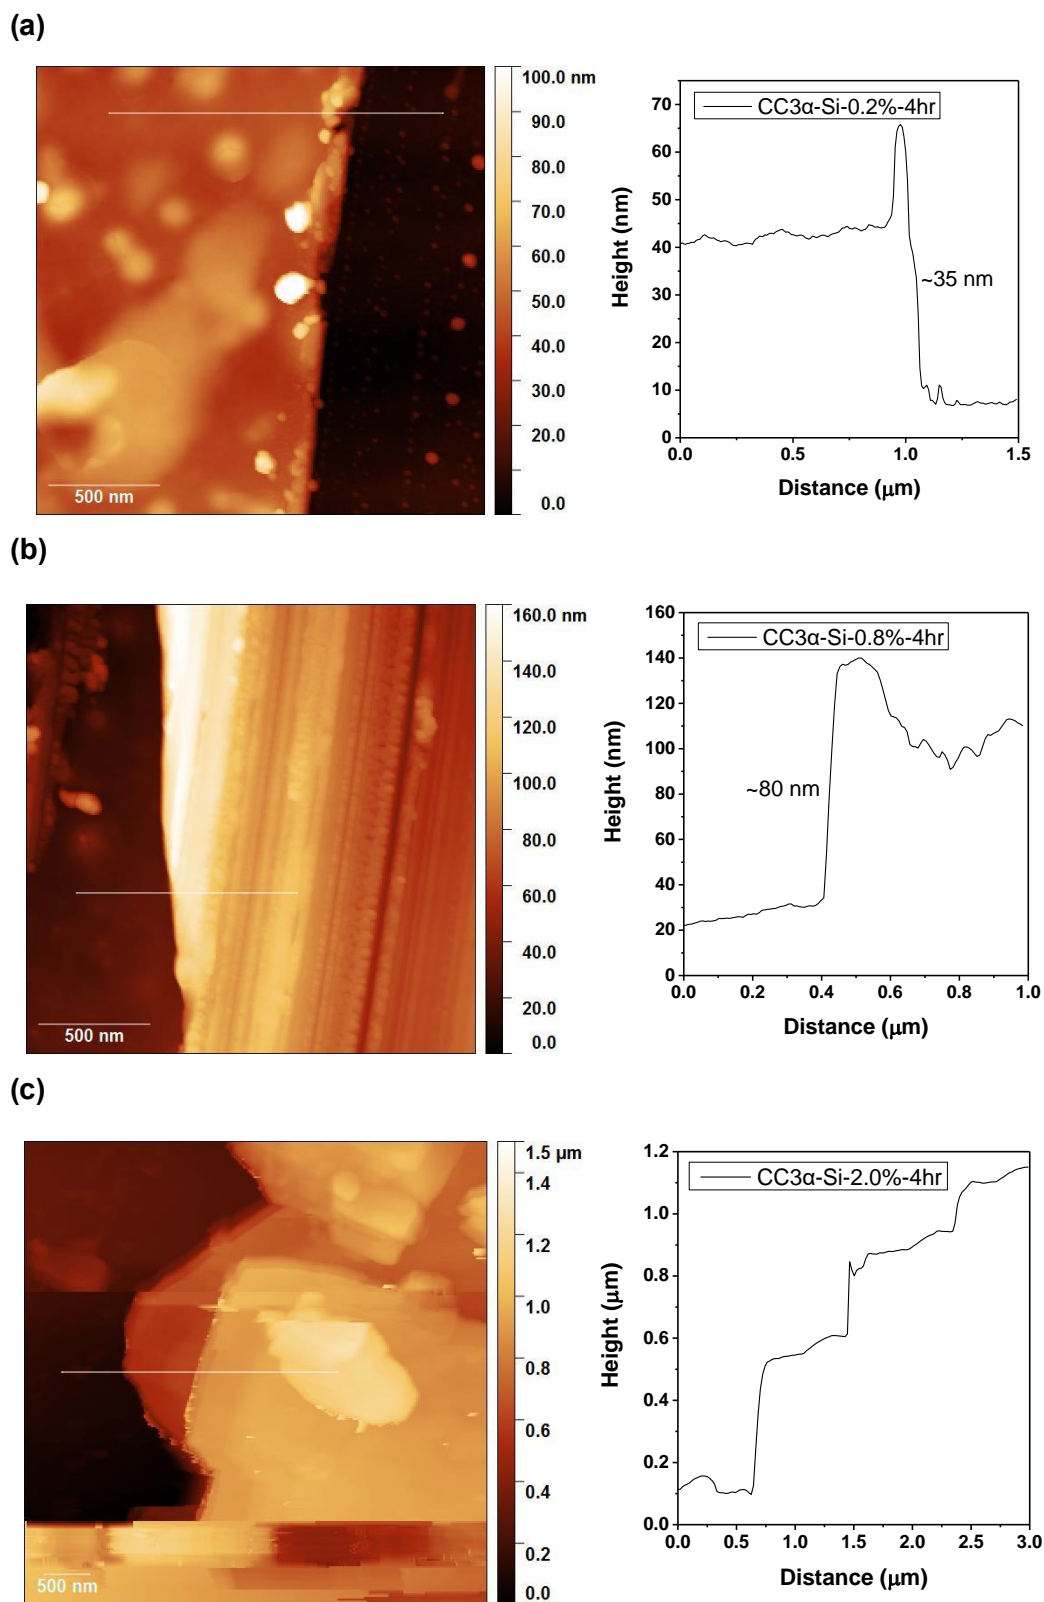 (a)
100.0 nm
90.0
80.0
70.0
60.0
50.0
40.0
30.0
20.0
0.0
500 nm
CC3α-Si-0.2%-4hr
~35 nm
Height (nm)
70
60
50
40
30
20
10
0
0.0 0.5 1.0 1.5
Distance (μm)
(b)
160.0 nm
140.0
120.0
100.0
80.0
60.0
40.0
20.0
0.0
500 nm
CC3α-Si-0.8%-4hr
~80 nm
Height (nm)
160
140
120
100
80
60
40
20
0
0.0 0.2 0.4 0.6 0.8 1.0
Distance (μm)
(c)
1.5 μm
1.4
1.2
1.0
0.8
0.6
0.4
0.2
0.0
500 nm
CC3α-Si-2.0%-4hr
Height (μm)
1.2
1.0
0.8
0.6
0.4
0.2
0.0
0.0 0.5 1.0 1.5 2.0 2.5 3.0
Distance (μm)